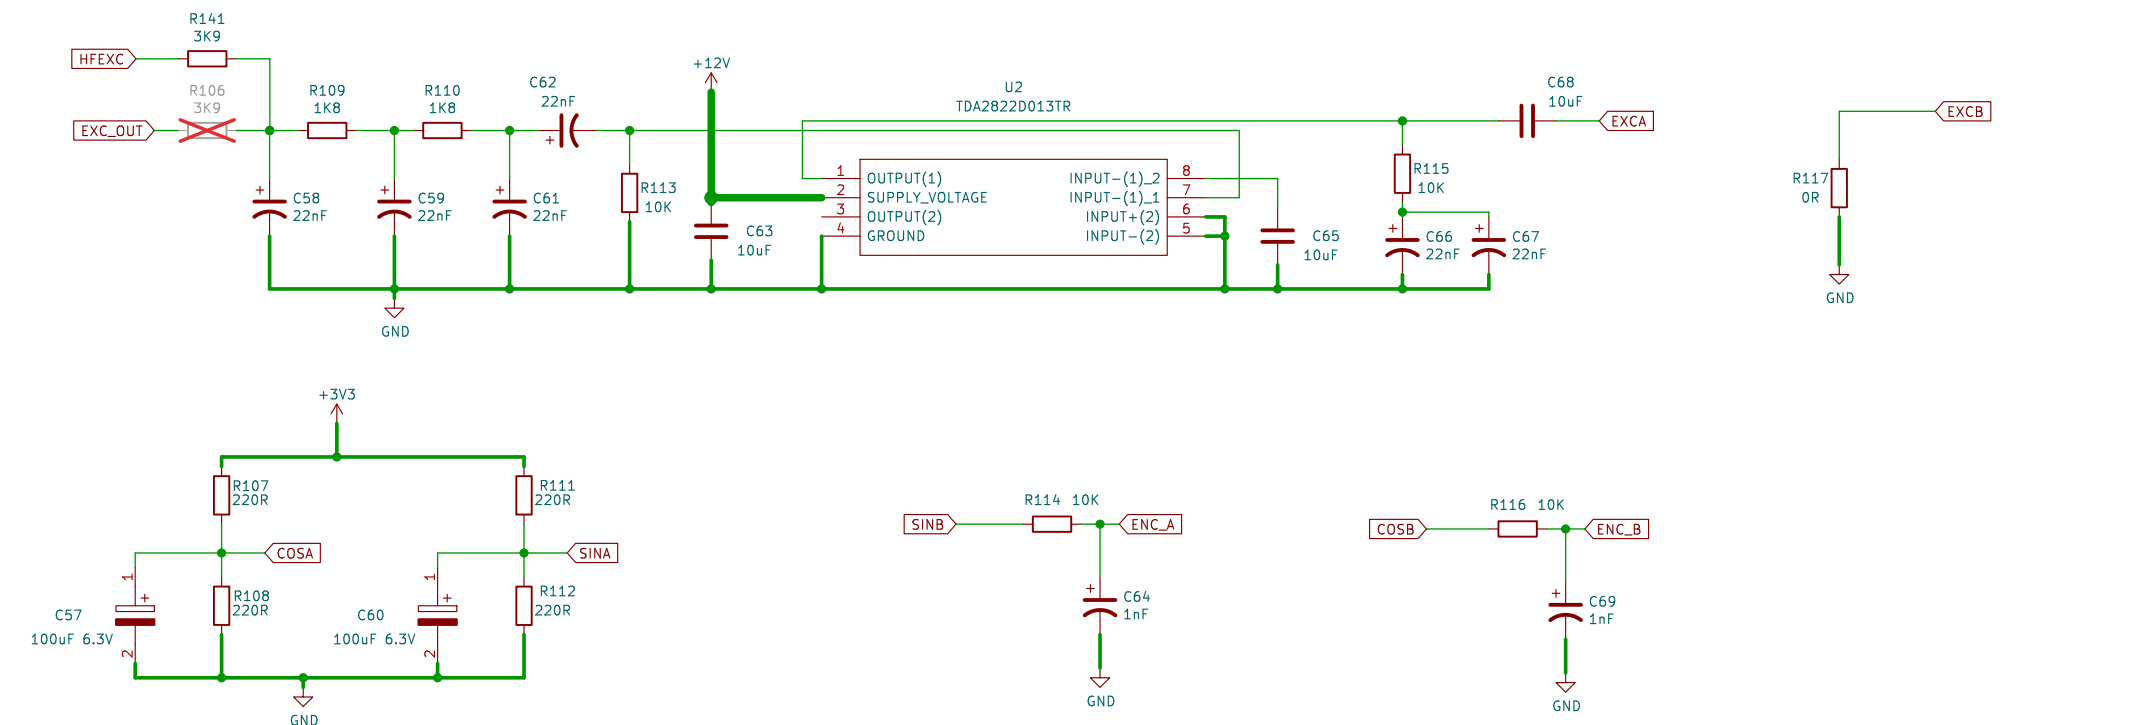 R141
3K9
HFEXC
R106
3K9
EXC_OUT
R109
1K8
R110
1K8
C62
22nF
+
+12V
U2
TDA2822D013TR
C68
10uF
EXCA
EXCB
+
C58
22nF
+
C59
22nF
+
C61
22nF
R113
10K
C63
10uF
1
OUTPUT(1)
2
SUPPLY_VOLTAGE
3
OUTPUT(2)
4
GROUND
INPUT-(1)_2
8
INPUT-(1)_1
7
INPUT+(2)
6
INPUT-(2)
5
C65
10uF
R115
10K
+
C66
22nF
+
C67
22nF
R117
0R
GND
GND
+3V3
R107
220R
R111
220R
COSA
SINA
1
+
C57
100uF 6.3V
2
R108
220R
1
+
C60
100uF 6.3V
2
R112
220R
GND
SINB
R114 10K
ENC_A
+
C64
1nF
GND
COSB
R116 10K
ENC_B
+
C69
1nF
GND